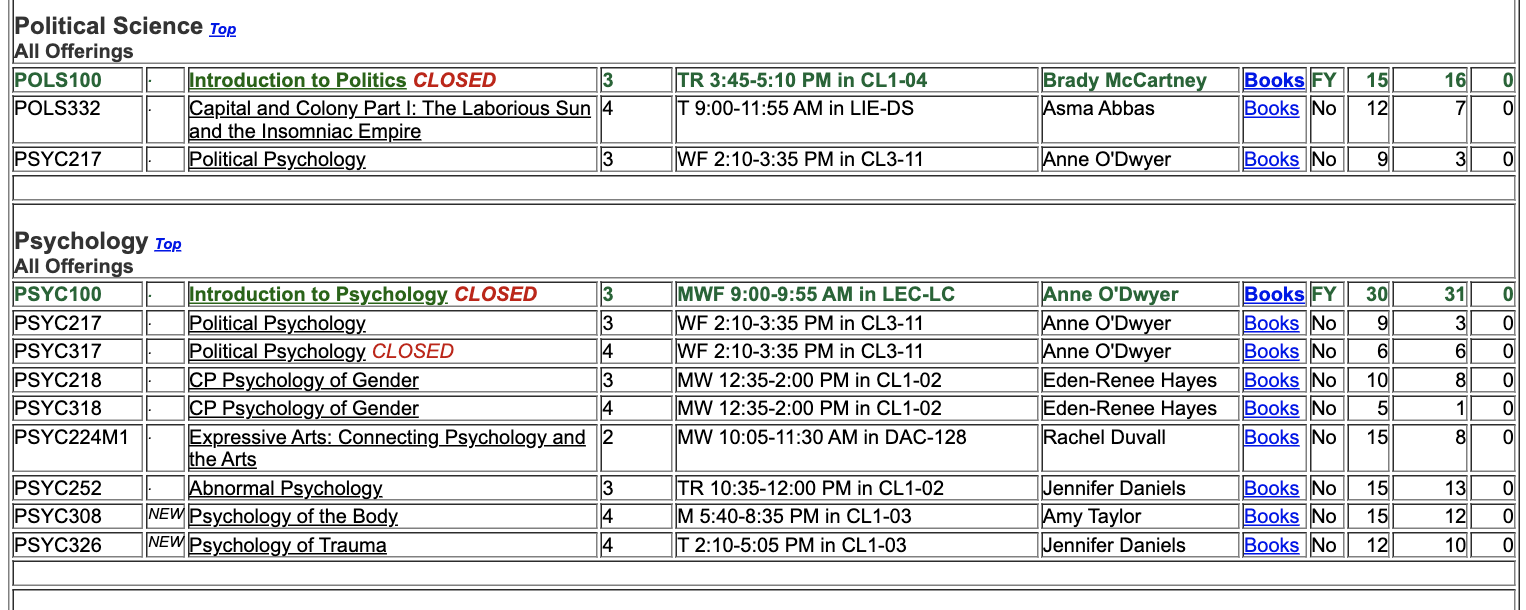 Political Science Top
All Offerings
POLS100 . Introduction to Politics CLOSED 3 TR 3:45-5:10 PM in CL1-04 Brady McCartney Books FY 15 16 0
POLS332 . Capital and Colony Part I: The Laborious Sun 4 T 9:00-11:55 AM in LIE-DS Asma Abbas Books No 12 7 0
and the Insomniac Empire
PSYC217 . Political Psychology 3 WF 2:10-3:35 PM in CL3-11 Anne O'Dwyer Books No 9 3 0
Psychology Top
All Offerings
PSYC100 . Introduction to Psychology CLOSED 3 MWF 9:00-9:55 AM in LEC-LC Anne O'Dwyer Books FY 30 31 0
PSYC217 . Political Psychology 3 WF 2:10-3:35 PM in CL3-11 Anne O'Dwyer Books No 9 3 0
PSYC317 . Political Psychology CLOSED 4 WF 2:10-3:35 PM in CL3-11 Anne O'Dwyer Books No 6 6 0
PSYC218 . CP Psychology of Gender 3 MW 12:35-2:00 PM in CL1-02 Eden-Renee Hayes Books No 10 8 0
PSYC318 . CP Psychology of Gender 4 MW 12:35-2:00 PM in CL1-02 Eden-Renee Hayes Books No 5 1 0
PSYC224M1 . Expressive Arts: Connecting Psychology and 2 MW 10:05-11:30 AM in DAC-128 Rachel Duvall Books No 15 8 0
the Arts
PSYC252 . Abnormal Psychology 3 TR 10:35-12:00 PM in CL1-02 Jennifer Daniels Books No 15 13 0
PSYC308 NEW Psychology of the Body 4 M 5:40-8:35 PM in CL1-03 Amy Taylor Books No 15 12 0
PSYC326 NEW Psychology of Trauma 4 T 2:10-5:05 PM in CL1-03 Jennifer Daniels Books No 12 10 0